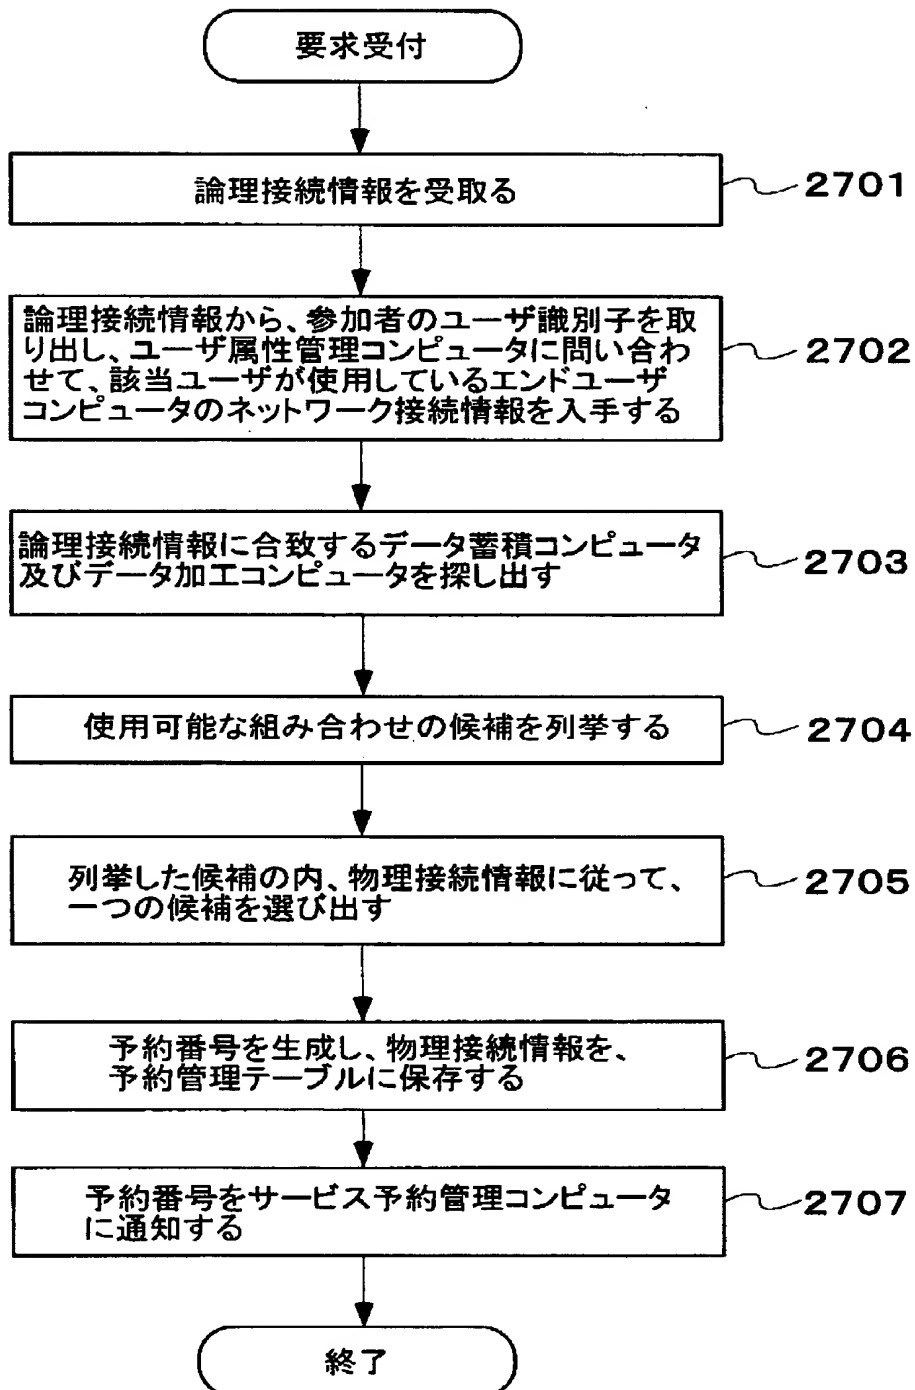 要求受付
論理接続情報を受取る
2701
論理接続情報から、参加者のユーザ識別子を取
り出し、ユーザ属性管理コンピュータに問い合わ
せて、該当ユーザが使用しているエンドユーザ
コンピュータのネットワーク接続情報を入手する
2702
論理接続情報に合致するデータ蓄積コンピュータ
及びデータ加工コンピュータを探し出す
2703
使用可能な組み合わせの候補を列挙する
2704
列挙した候補の内、物理接続情報に従って、
一つの候補を選び出す
2705
予約番号を生成し、物理接続情報を、
予約管理テーブルに保存する
2706
予約番号をサービス予約管理コンピュータ
に通知する
2707
終了